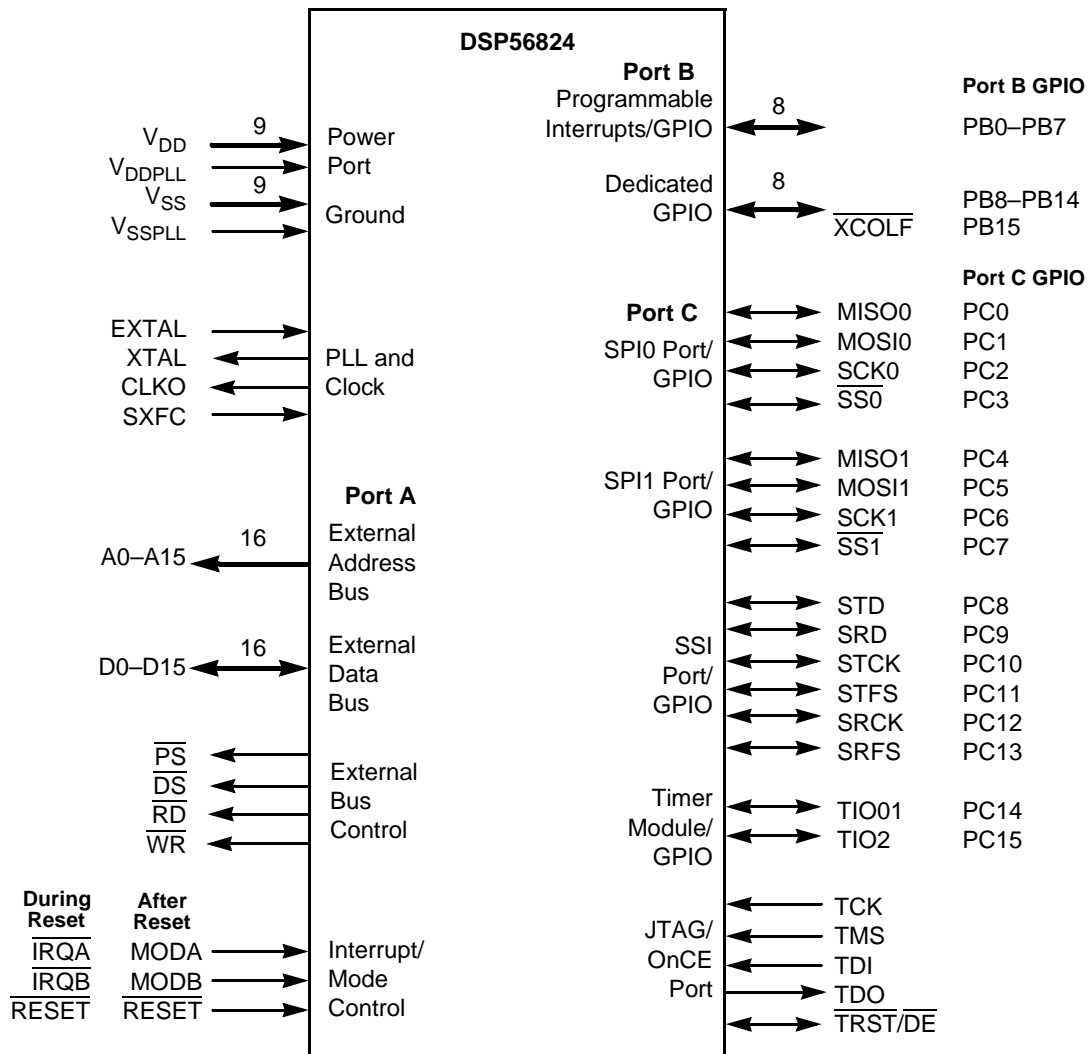 DSP56824
Port B
Programmable
Interrupts/GPIO
8
Port B GPIO
PB0–PB7
Dedicated
GPIO
8
PB8–PB14
XCOLF PB15
VDD 9
VDDPLL
Power
Port
VSS 9
VSSPLL
Ground
EXTAL
XTAL
CLKO
SXFC
PLL and
Clock
Port C GPIO
Port C
SPI0 Port/
GPIO
MISO0 PC0
MOSI0 PC1
SCK0 PC2
SS0 PC3
SPI1 Port/
GPIO
MISO1 PC4
MOSI1 PC5
SCK1 PC6
SS1 PC7
Port A
A0–A15 16
External
Address
Bus
D0–D15 16
External
Data
Bus
SSI
Port/
GPIO
STD PC8
SRD PC9
STCK PC10
STFS PC11
SRCK PC12
SRFS PC13
PS
DS
RD
WR
External
Bus
Control
Timer
Module/
GPIO
TIO01 PC14
TIO2 PC15
During
Reset
After
Reset
IRQA MODA
IRQB MODB
RESET RESET
Interrupt/
Mode
Control
JTAG/
OnCE
Port
TCK
TMS
TDI
TDO
TRST/DE